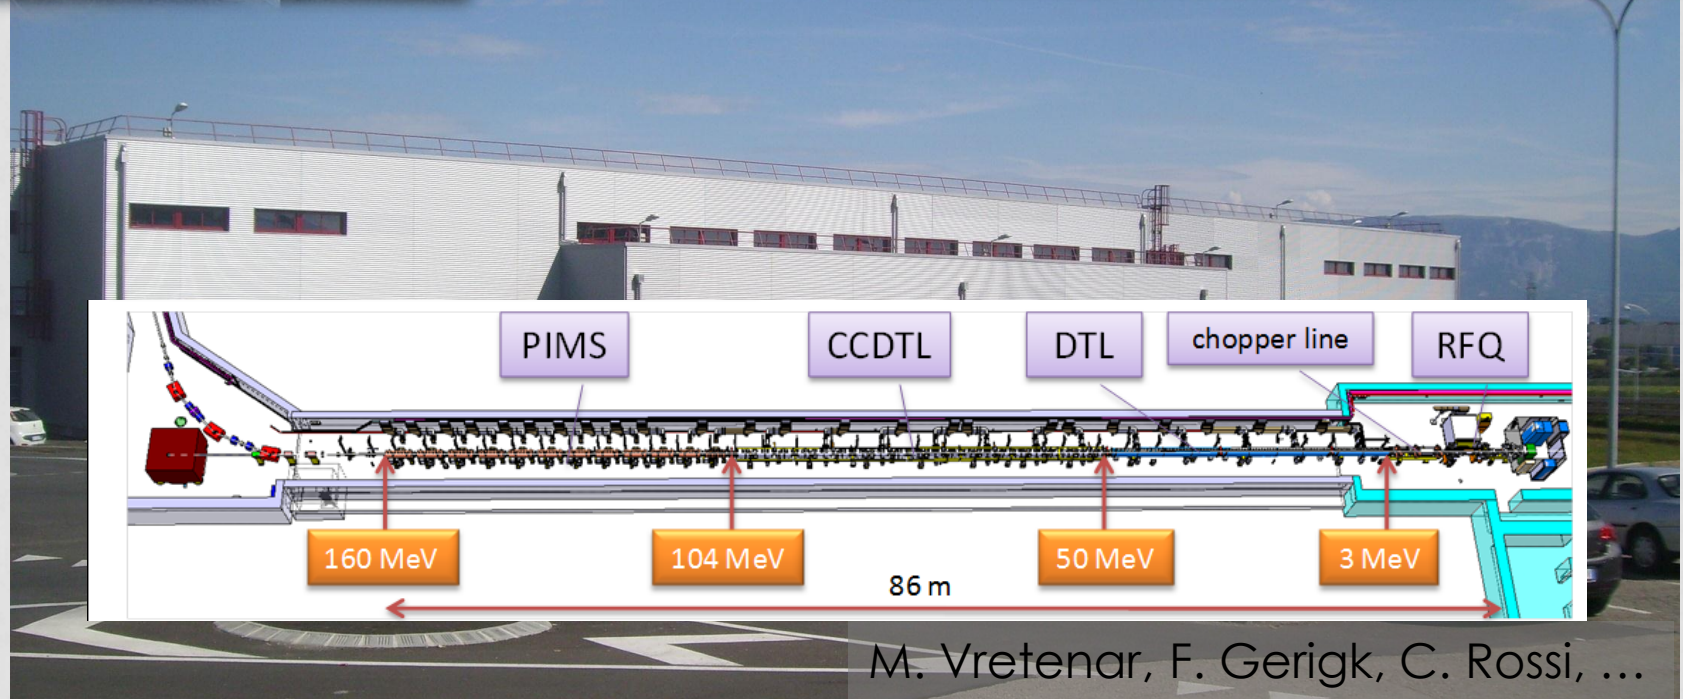 PIMS
CCDTL
DTL
chopper line
RFQ
160 MeV
104 MeV
50 MeV
3 MeV
86 m
M. Vretenar, F. Gerigk, C. Rossi, …